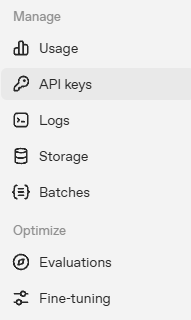 Manage
Usage
API keys
Logs
Storage
Batches
Optimize
Evaluations
Fine-tuning